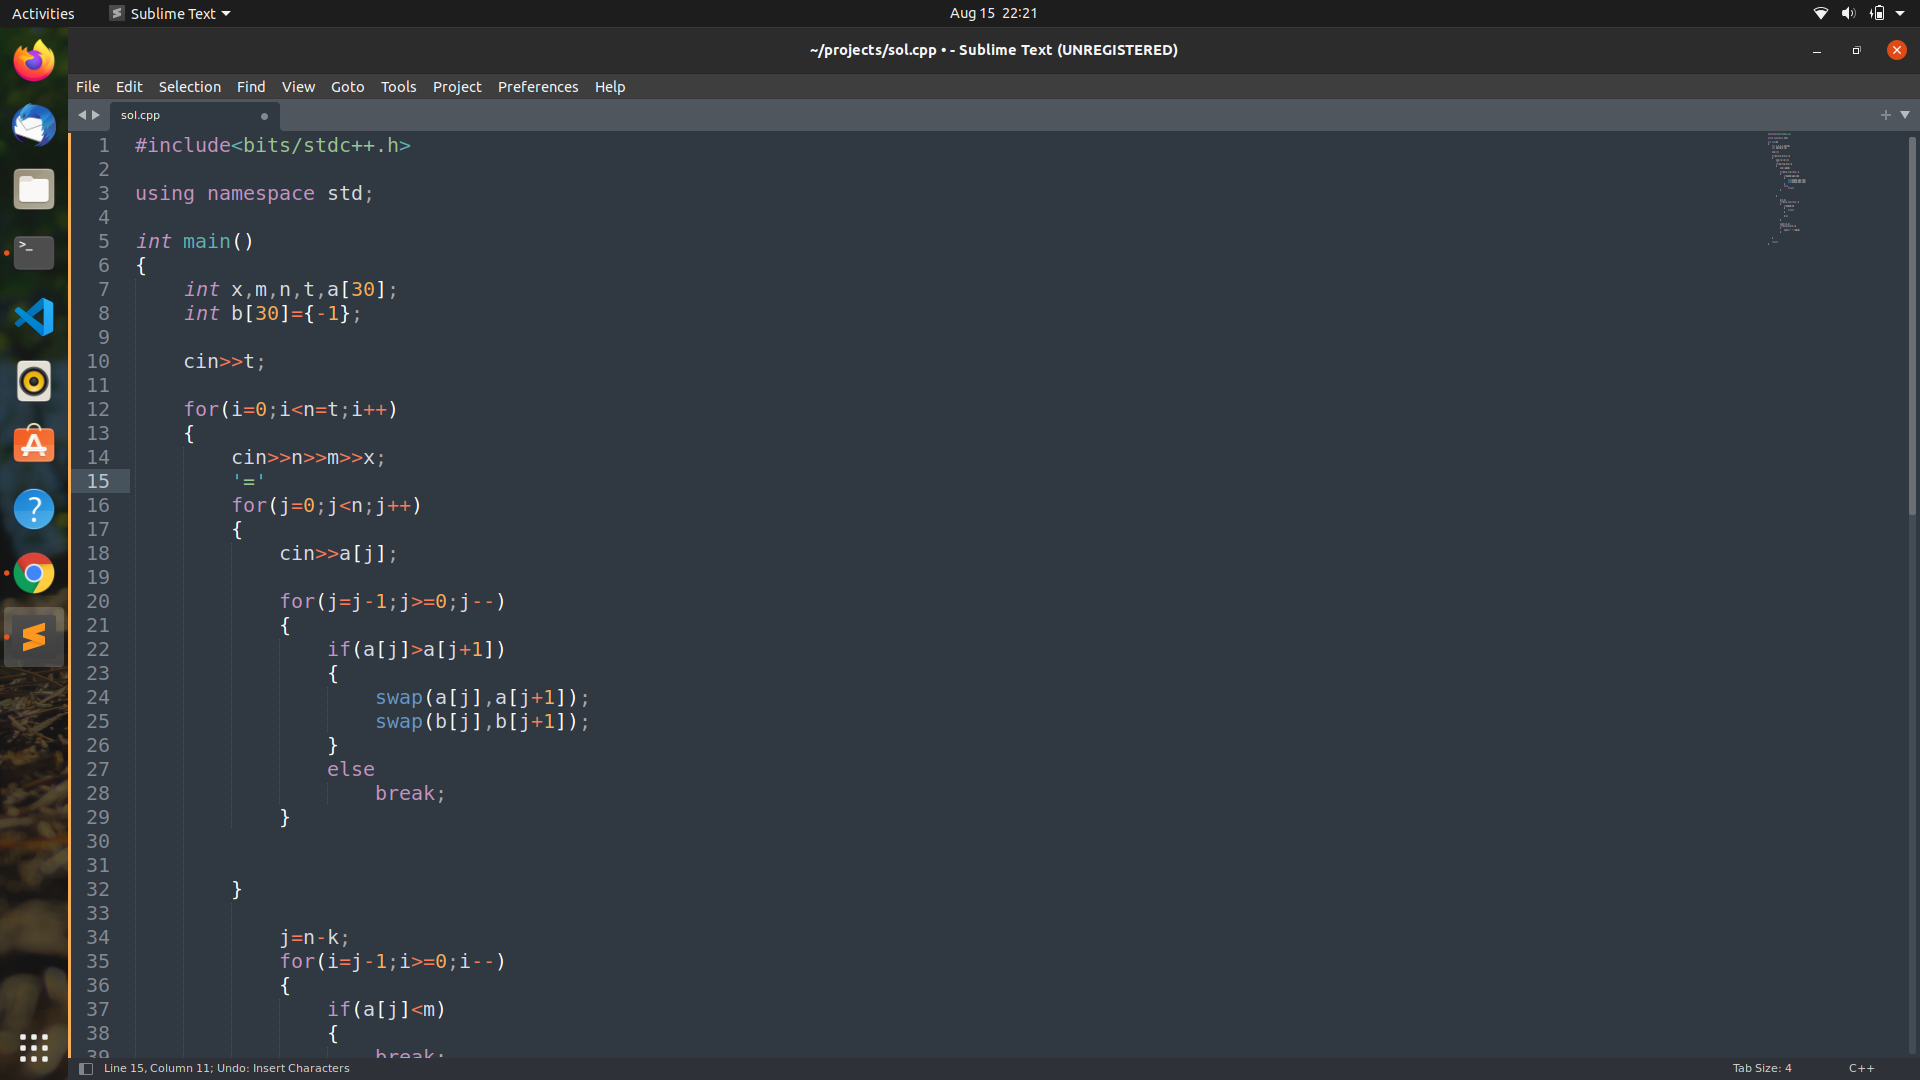 Activities
Sublime Text
Aug 15 22:21
~/projects/sol.cpp • - Sublime Text (UNREGISTERED)
File Edit Selection Find View Goto Tools Project Preferences Help
sol.cpp
1 #include<bits/stdc++.h>
2
3 using namespace std;
4
5 int main()
6 {
7 int x,m,n,t,a[30];
8 int b[30]={-1};
9
10 cin>>t;
11
12 for(i=0;i<n=t;i++)
13 {
14 cin>>n>>m>>x;
15 '='
16 for(j=0;j<n;j++)
17 {
18 cin>>a[j];
19
20 for(j=j-1;j>=0;j--)
21 {
22 if(a[j]>a[j+1])
23 {
24 swap(a[j],a[j+1]);
25 swap(b[j],b[j+1]);
26 }
27 else
28 break;
29 }
30
31
32 }
33
34 j=n-k;
35 for(i=j-1;i>=0;i--)
36 {
37 if(a[j]<m)
38 {
39 break;
Line 15, Column 11; Undo: Insert Characters
Tab Size: 4
C++